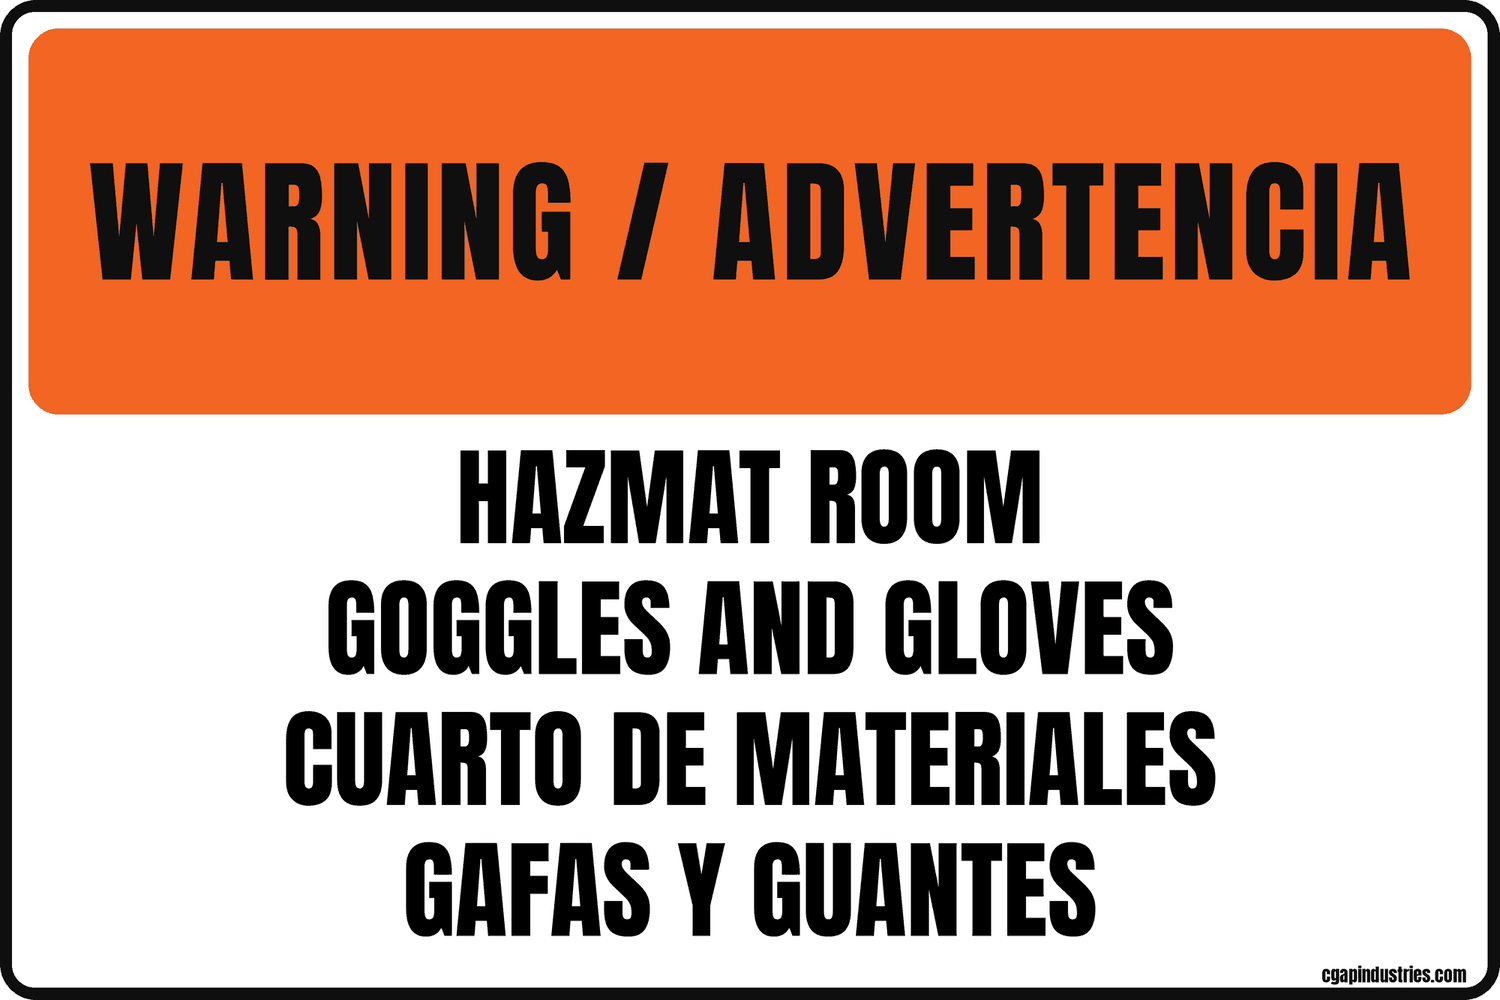 WARNING / ADVERTENCIA
HAZMAT ROOM
GOGGLES AND GLOVES
CUARTO DE MATERIALES
GAFAS Y GUANTES
cgapindustries.com